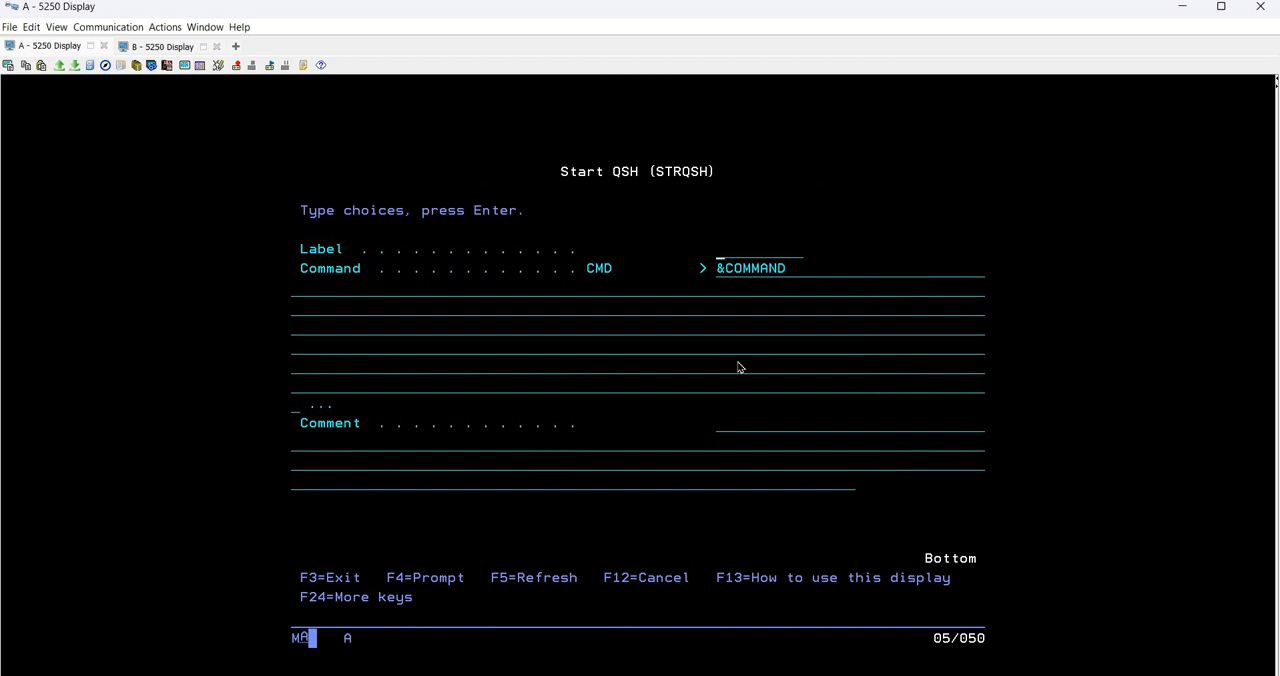 A - 5250 Display
File Edit View Communication Actions Window Help
A - 5250 Display B - 5250 Display
Start QSH (STRQSH)
Type choices, press Enter.
Label . . . . . . . . . . . . .
Command . . . . . . . . . . . . CMD > &COMMAND
...
Comment . . . . . . . . . . . .
Bottom
F3=Exit F4=Prompt F5=Refresh F12=Cancel F13=How to use this display
F24=More keys
MA A 05/050